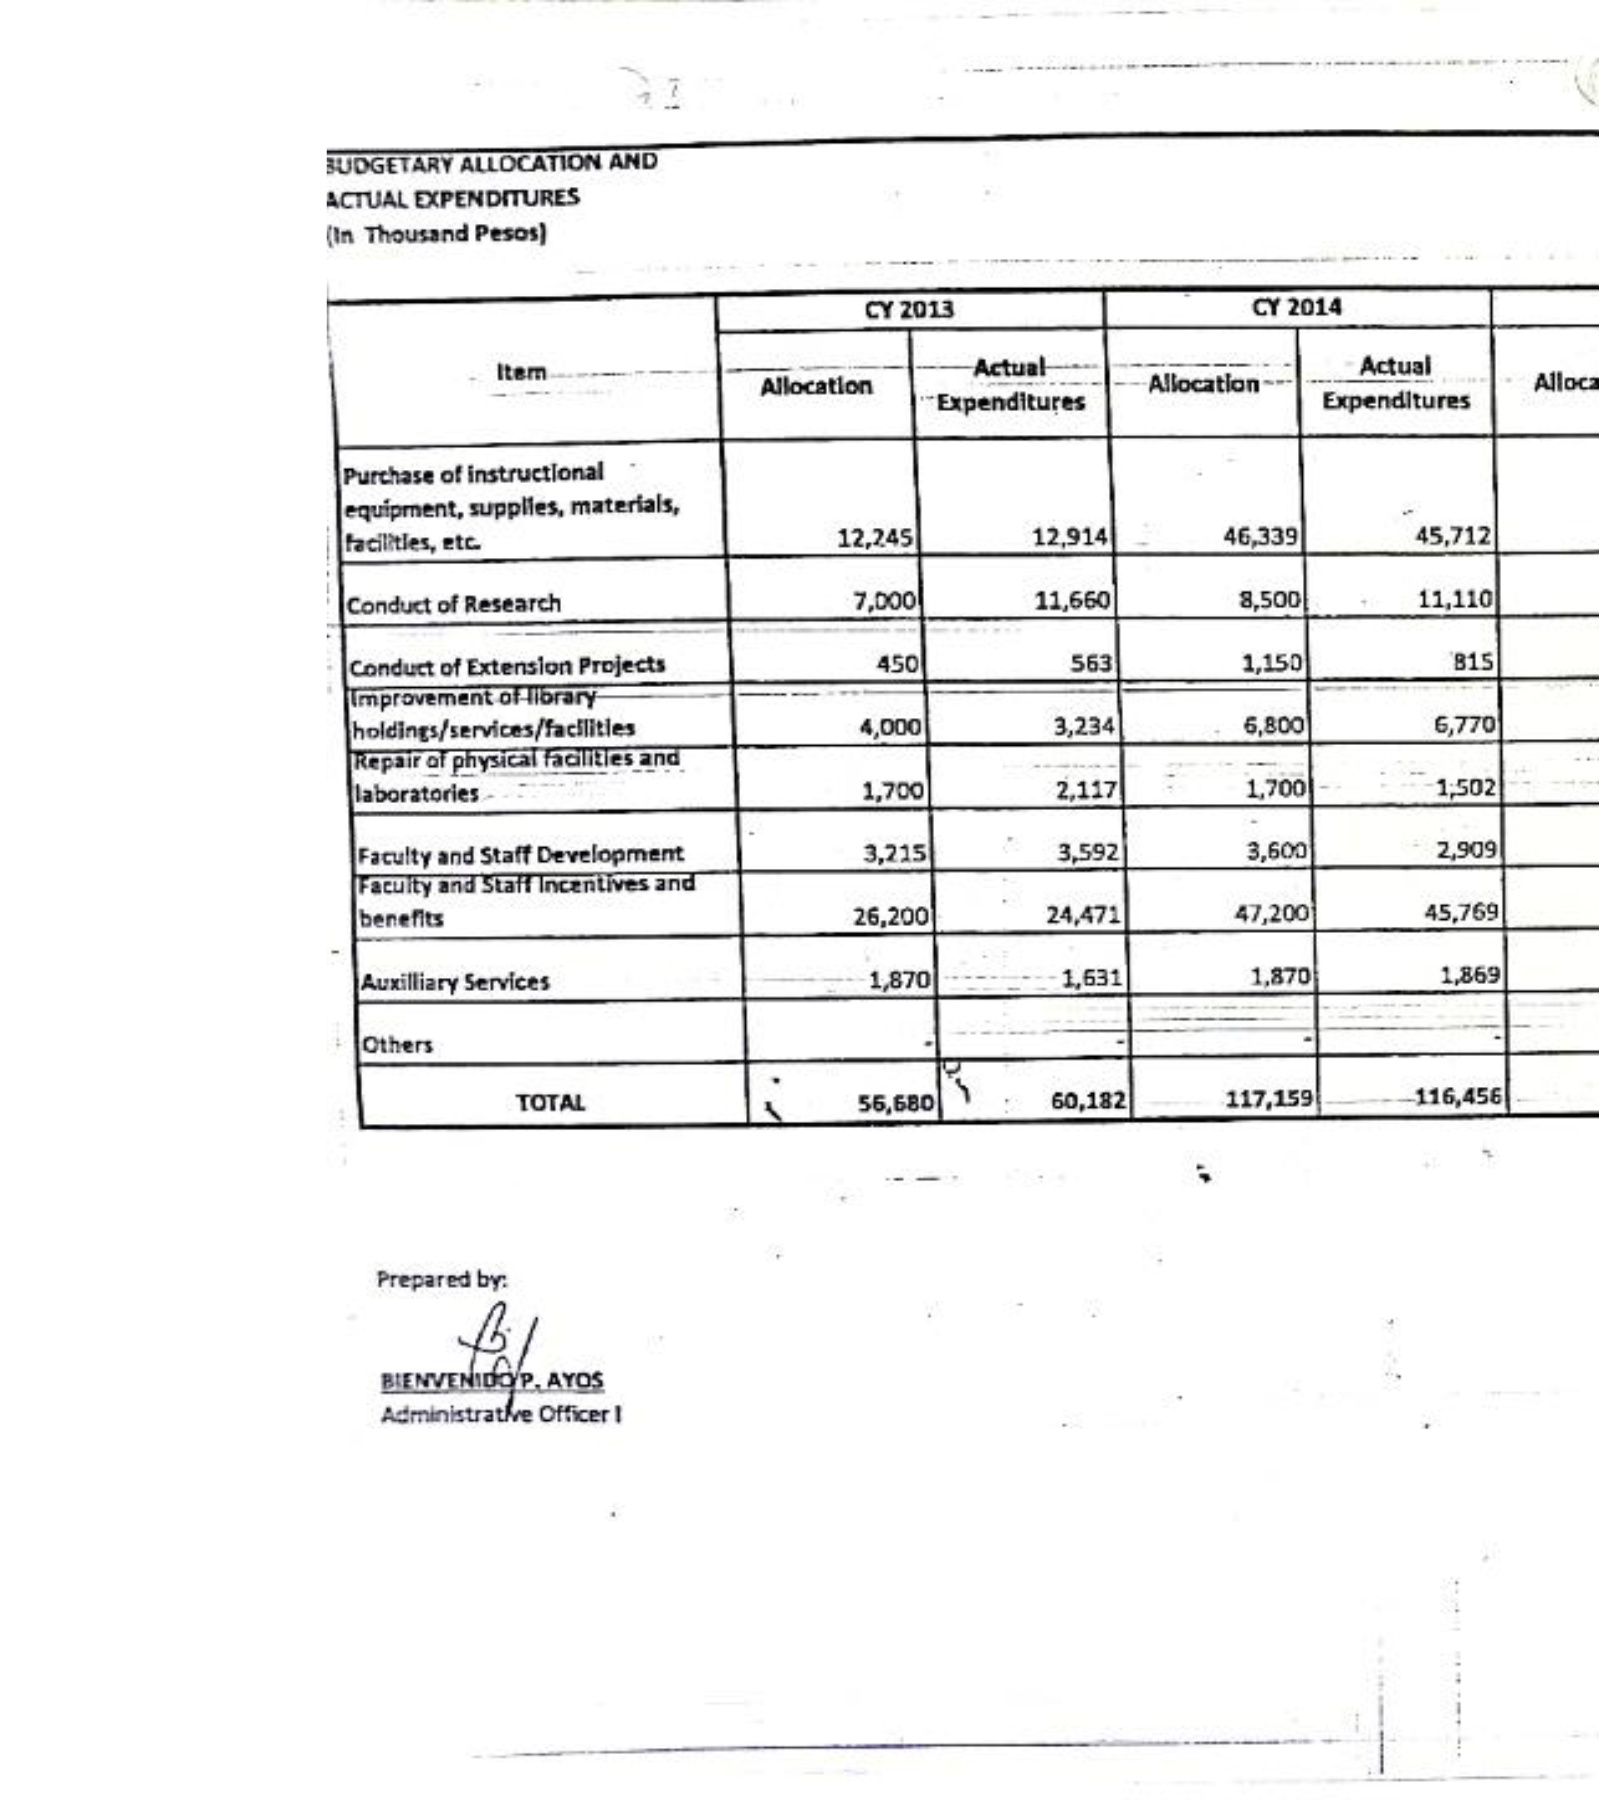 BUDGETARY ALLOCATION AND
ACTUAL EXPENDITURES
(In Thousand Pesos)
Item CY 2013 CY 2014
Allocation Actual Expenditures Allocation Actual Expenditures Alloca
Purchase of instructional
equipment, supplies, materials,
facilities, etc. 12,245 12,914 46,339 45,712
Conduct of Research 7,000 11,660 8,500 11,110
Conduct of Extension Projects 450 563 1,150 815
Improvement of library
holdings/services/facilities 4,000 3,234 6,800 6,770
Repair of physical facilities and
laboratories 1,700 2,117 1,700 1,502
Faculty and Staff Development 3,215 3,592 3,600 2,909
Faculty and Staff Incentives and
benefits 26,200 24,471 47,200 45,769
Auxilliary Services 1,870 1,631 1,870 1,869
Others - - - -
TOTAL 56,680 60,182 117,159 116,456
Prepared by:
BIENVENIDO P. AYOS
Administrative Officer I